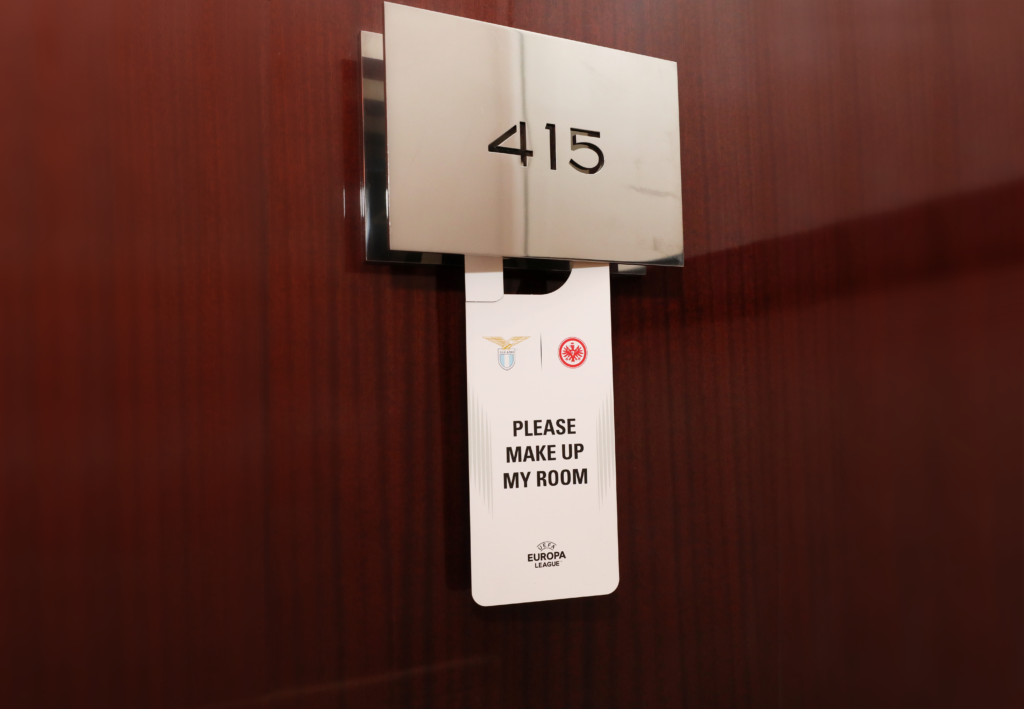 415
PLEASE
MAKE UP
MY ROOM
UEFA
EUROPA
LEAGUE